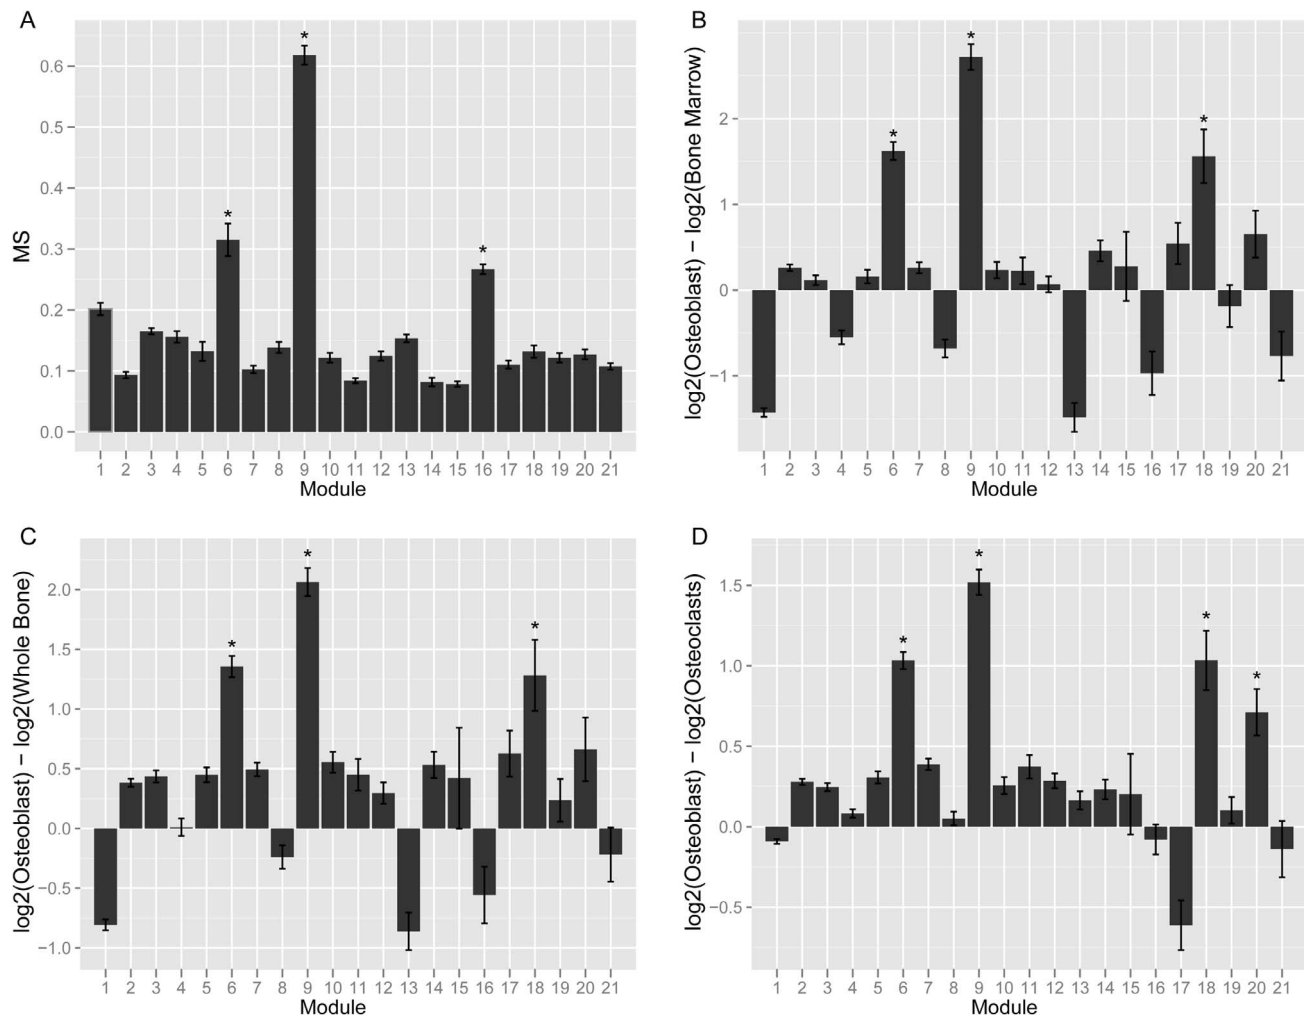 A
MS
0.6
0.5
0.4
0.3
0.2
0.1
0.0
* * * *
1 2 3 4 5 6 7 8 9 10 11 12 13 14 15 16 17 18 19 20 21
Module
B
log2(Osteoblast) − log2(Bone Marrow)
2
1
0
−1
* * *
1 2 3 4 5 6 7 8 9 10 11 12 13 14 15 16 17 18 19 20 21
Module
C
log2(Osteoblast) − log2(Whole Bone)
2.0
1.5
1.0
0.5
0.0
−0.5
−1.0
* * *
1 2 3 4 5 6 7 8 9 10 11 12 13 14 15 16 17 18 19 20 21
Module
D
log2(Osteoblast) − log2(Osteoclasts)
1.5
1.0
0.5
0.0
−0.5
* * * *
1 2 3 4 5 6 7 8 9 10 11 12 13 14 15 16 17 18 19 20 21
Module